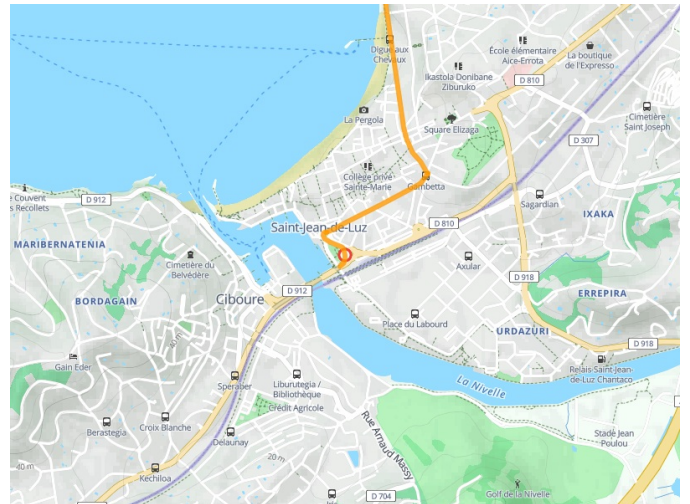 Digue aux
Chevaux
École élémentaire
Aice-Errota
La boutique
de l'Expresso
Ikastola Donibane
Ziburuko
D 810
La Pergola
Cimetière
Saint Joseph
Square Elizaga
D 307
Collège privé
Sainte-Marie
Gambetta
Couvent
es Recollets
D 912
Sagardian
IXAKA
D 810
Saint-Jean-de-Luz
MARIBERNATENIA
Cimetière du
Belvédère
Axular
D 918
BORDAGAIN
Ciboure
D 912
ERREPIRA
Place du Labourd
URDAZURI
D 918
40 m
Gain Eder
Relais-Saint-Jean-
de-Luz Chantaco
Speraber
Liburutegia /
Bibliothèque
La Nivelle
Crédit Agricole
Berastegia
Croix Blanche
Rue Arnaud Massy
Delaunay
Stade Jean
Poulou
20 m
40 m
Kechiloa
D 704
Golf de la Nivelle